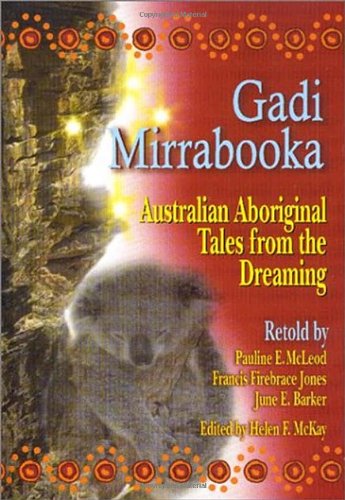 Gadi
Mirrabooka
Australian Aboriginal
Tales from the
Dreaming
Retold by
Pauline E. McLeod
Francis Firebrace Jones
June E. Barker
Edited by Helen F. McKay